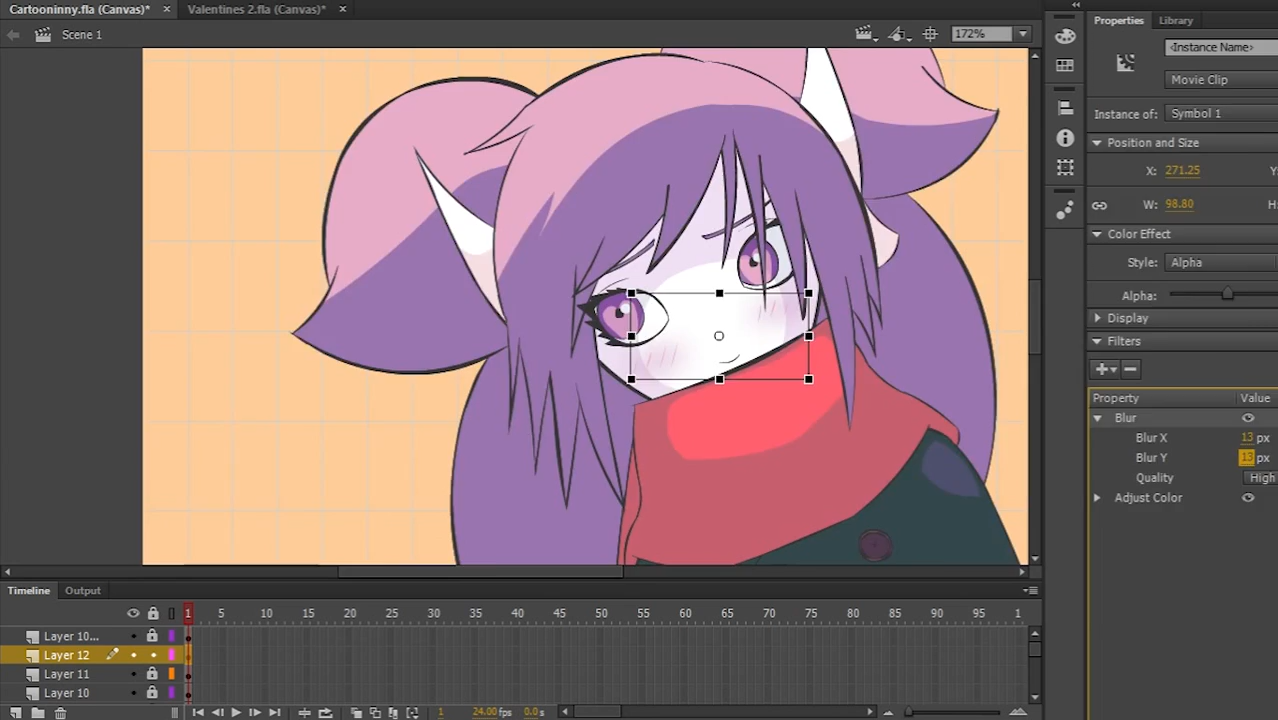 Cartooninny.fla (Canvas)* × Valentines 2.fla (Canvas)* ×
Scene 1
172%
Properties Library
<Instance Name>
Movie Clip
Instance of: Symbol 1
Position and Size
X: 271.25 Y:
W: 98.80 H:
Color Effect
Style: Alpha
Alpha:
Display
Filters
Property Value
Blur
Blur X 13 px
Blur Y 13 px
Quality High
Adjust Color
Timeline Output
1 5 10 15 20 25 30 35 40 45 50 55 60 65 70 75 80 85 90 95 1
Layer 10...
Layer 12
Layer 11
Layer 10
1 24.00 fps 0.0 s